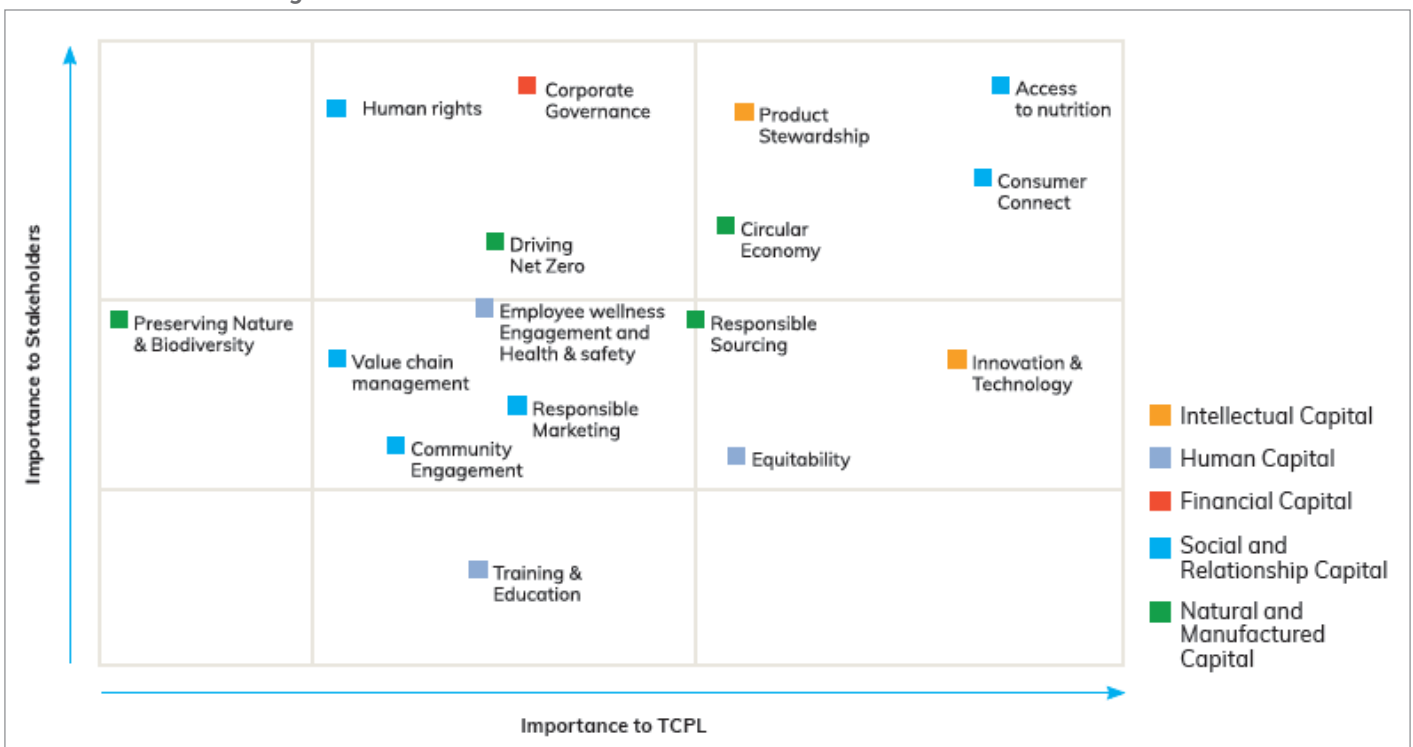 Importance to Stakeholders
Human rights
Corporate
Governance
Product
Stewardship
Access
to nutrition
Consumer
Connect
Driving
Net Zero
Circular
Economy
Preserving Nature
& Biodiversity
Value chain
management
Employee wellness
Engagement and
Health & safety
Responsible
Sourcing
Innovation &
Technology
Responsible
Marketing
Community
Engagement
Equitability
Training &
Education
Intellectual Capital
Human Capital
Financial Capital
Social and
Relationship Capital
Natural and
Manufactured
Capital
Importance to TCPL